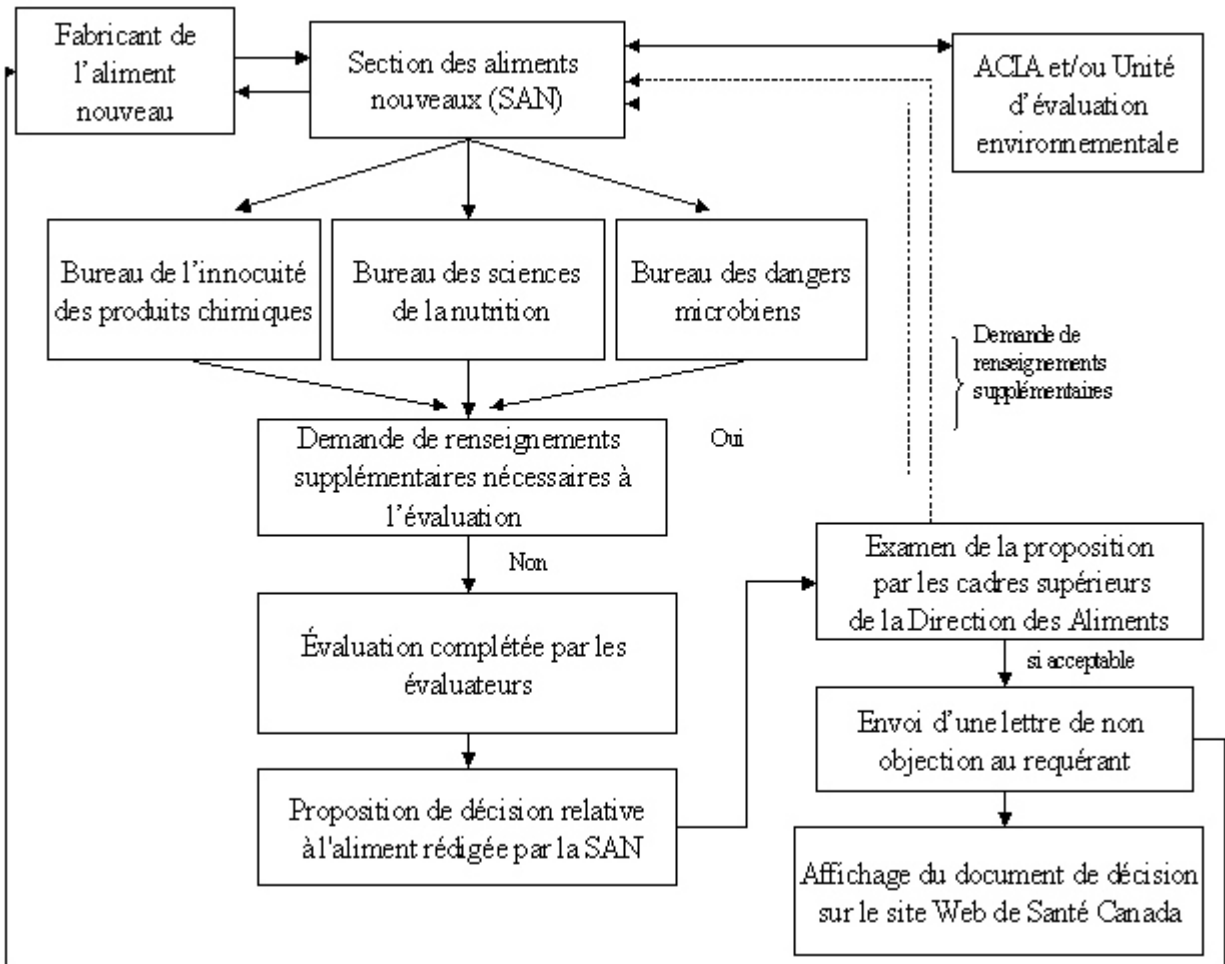 Fabricant de
l'aliment
nouveau
Section des aliments
nouveaux (SAN)
ACIA et/ou Unité
d'évaluation
environnementale
Bureau de l'innocuité
des produits chimiques
Bureau des sciences
de la nutrition
Bureau des dangers
microbiens
Demande de
renseignements
supplémentaires
Demande de renseignements
supplémentaires nécessaires à
l'évaluation
Oui
Non
Évaluation complétée par les
évaluateurs
Proposition de décision relative
à l'aliment rédigée par la SAN
Examen de la proposition
par les cadres supérieurs
de la Direction des Aliments
si acceptable
Envoi d'une lettre de non
objection au requérant
Affichage du document de décision
sur le site Web de Santé Canada